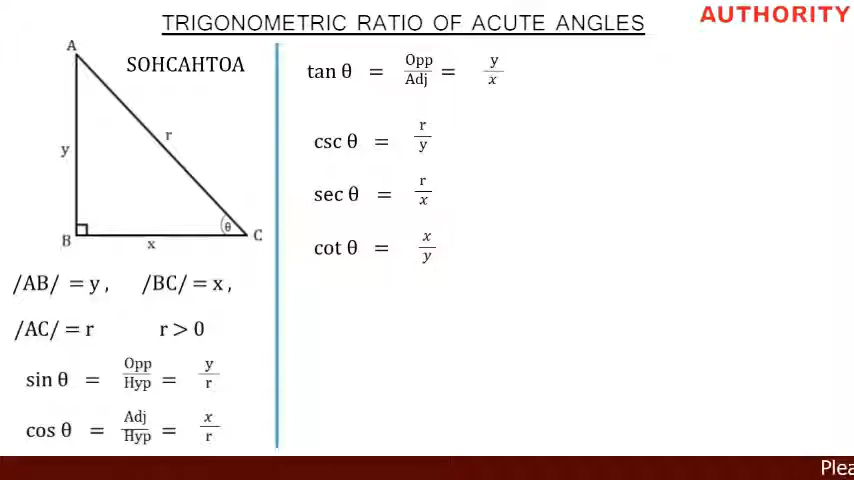 TRIGONOMETRIC RATIO OF ACUTE ANGLES
AUTHORITY
A
SOHCAHTOA
r
y
θ
B
x
C
/AB/ = y , /BC/ = x ,
/AC/ = r r > 0
sin θ = Opp/Hyp = y/r
cos θ = Adj/Hyp = x/r
tan θ = Opp/Adj = y/x
csc θ = r/y
sec θ = r/x
cot θ = x/y